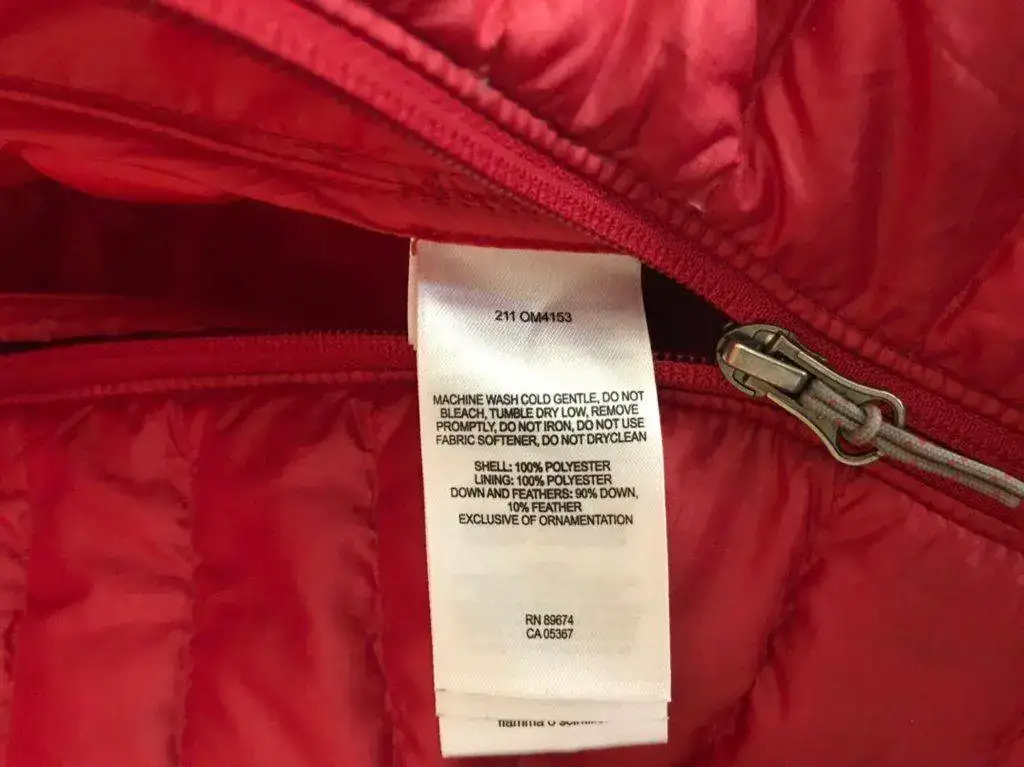 211 OM4153
MACHINE WASH COLD GENTLE, DO NOT
BLEACH, TUMBLE DRY LOW, REMOVE
PROMPTLY, DO NOT IRON, DO NOT USE
FABRIC SOFTENER, DO NOT DRYCLEAN
SHELL: 100% POLYESTER
LINING: 100% POLYESTER
DOWN AND FEATHERS: 90% DOWN,
10% FEATHER
EXCLUSIVE OF ORNAMENTATION
RN 89674
CA 05367
fiamma o